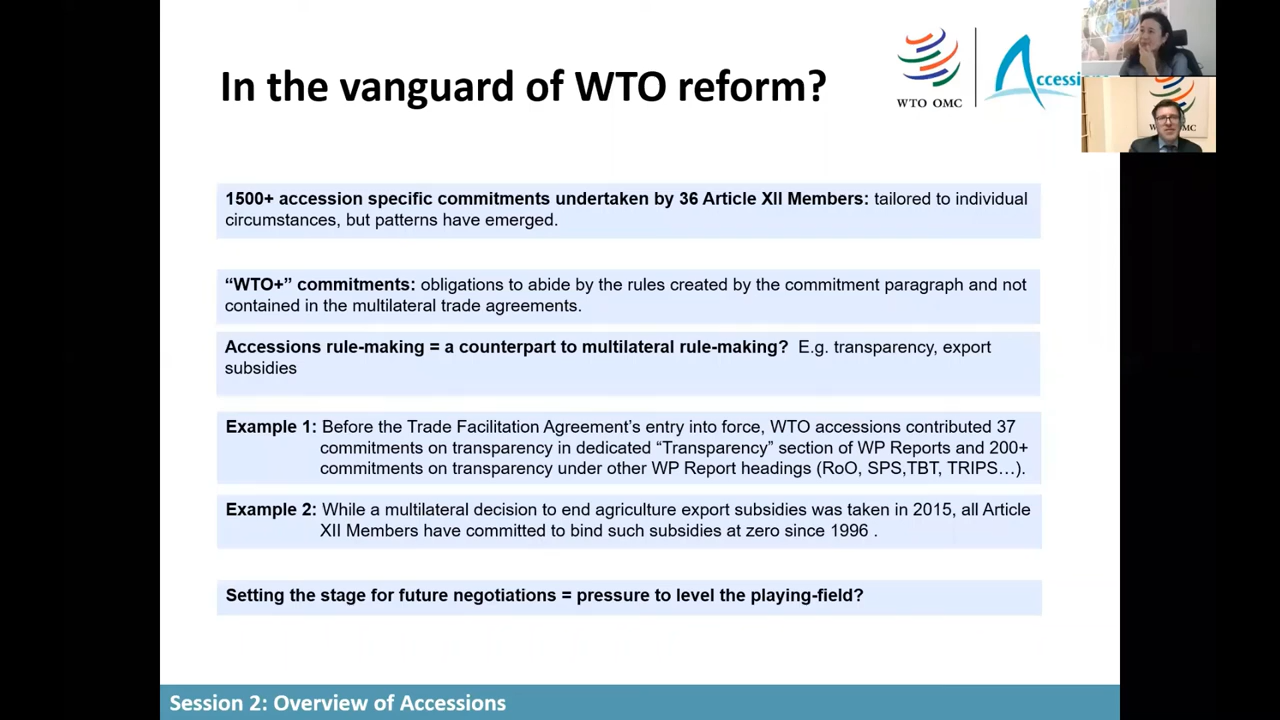 In the vanguard of WTO reform?
WTO OMC
Accessi
WTO OMC
1500+ accession specific commitments undertaken by 36 Article XII Members: tailored to individual
circumstances, but patterns have emerged.
“WTO+” commitments: obligations to abide by the rules created by the commitment paragraph and not
contained in the multilateral trade agreements.
Accessions rule-making = a counterpart to multilateral rule-making? E.g. transparency, export
subsidies
Example 1: Before the Trade Facilitation Agreement’s entry into force, WTO accessions contributed 37
commitments on transparency in dedicated “Transparency” section of WP Reports and 200+
commitments on transparency under other WP Report headings (RoO, SPS,TBT, TRIPS…).
Example 2: While a multilateral decision to end agriculture export subsidies was taken in 2015, all Article
XII Members have committed to bind such subsidies at zero since 1996 .
Setting the stage for future negotiations = pressure to level the playing-field?
Session 2: Overview of Accessions